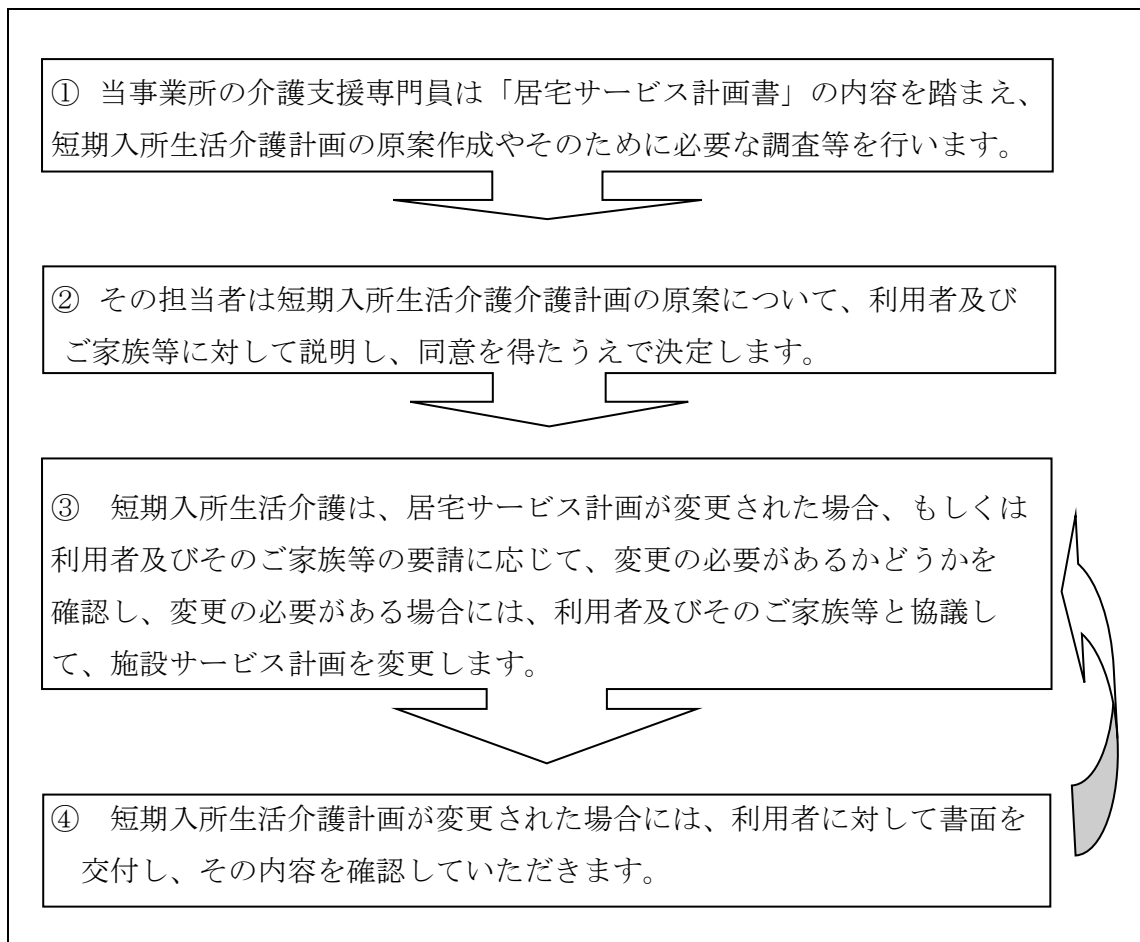 ① 当事業所の介護支援専門員は「居宅サービス計画書」の内容を踏まえ、
短期入所生活介護計画の原案作成やそのために必要な調査等を行います。
② その担当者は短期入所生活介護介護計画の原案について、利用者及び
ご家族等に対して説明し、同意を得たうえで決定します。
③ 短期入所生活介護は、居宅サービス計画が変更された場合、もしくは
利用者及びそのご家族等の要請に応じて、変更の必要があるかどうかを
確認し、変更の必要がある場合には、利用者及びそのご家族等と協議し
て、施設サービス計画を変更します。
④ 短期入所生活介護計画が変更された場合には、利用者に対して書面を
交付し、その内容を確認していただきます。